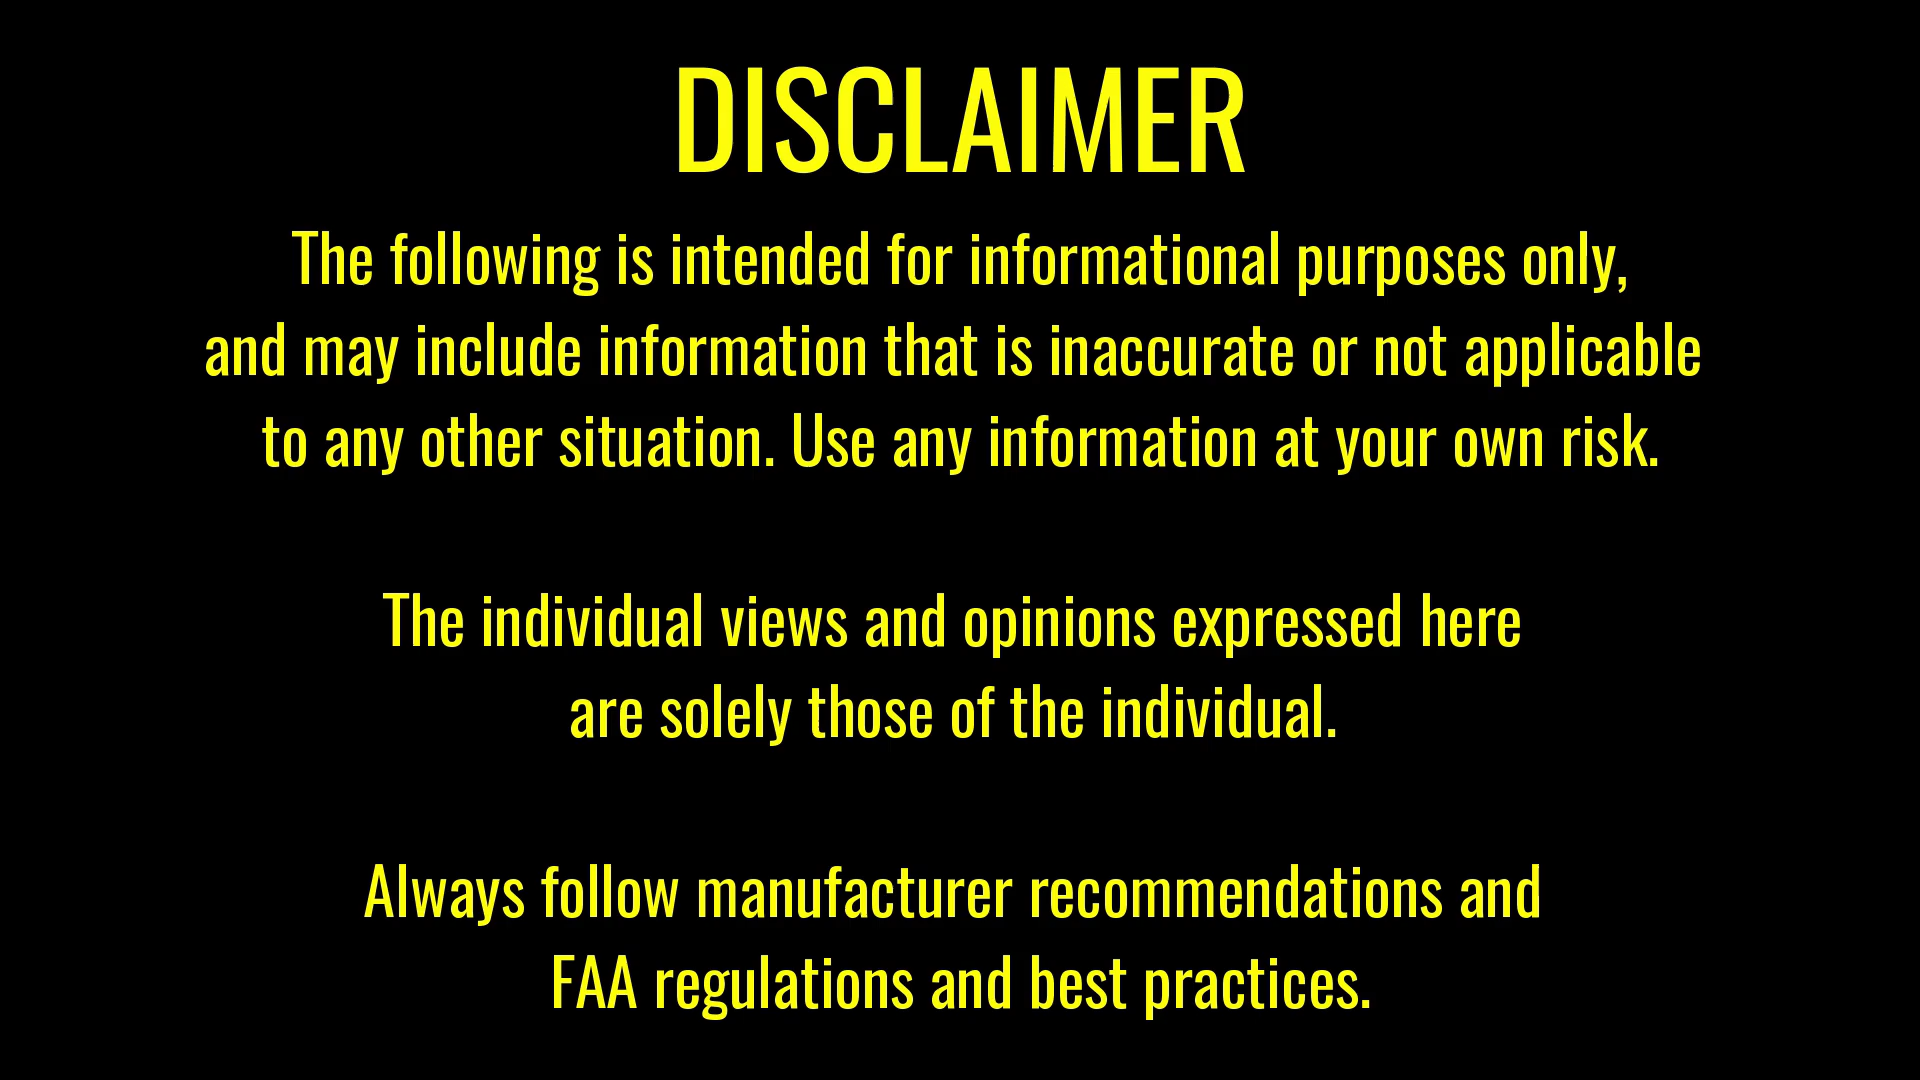 DISCLAIMER
The following is intended for informational purposes only,
and may include information that is inaccurate or not applicable
to any other situation. Use any information at your own risk.
The individual views and opinions expressed here
are solely those of the individual.
Always follow manufacturer recommendations and
FAA regulations and best practices.